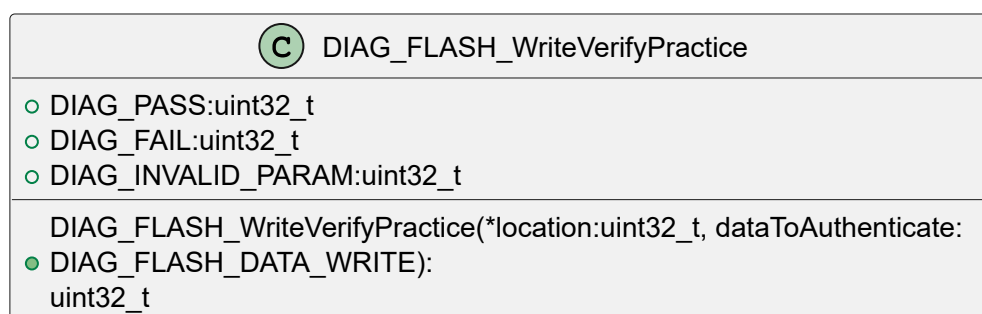 C DIAG_FLASH_WriteVerifyPractice
DIAG_PASS:uint32_t
DIAG_FAIL:uint32_t
DIAG_INVALID_PARAM:uint32_t
DIAG_FLASH_WriteVerifyPractice(*location:uint32_t, dataToAuthenticate:
DIAG_FLASH_DATA_WRITE):
uint32_t